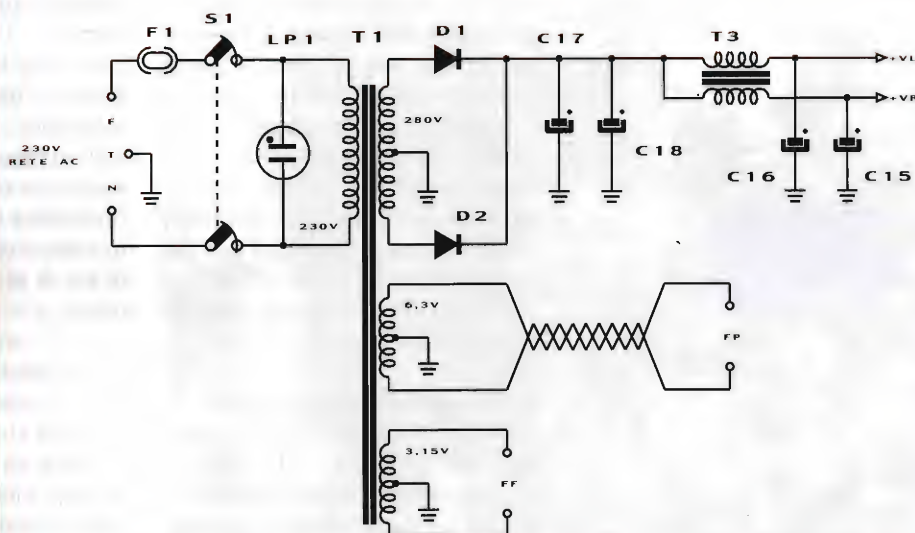 F1
S1
LP1
T1
D1
C17
T3
+VL
+VR
F
280V
230V
RETE AC
T
C18
C16
C15
N
D2
230V
6,3V
FP
3,15V
FF